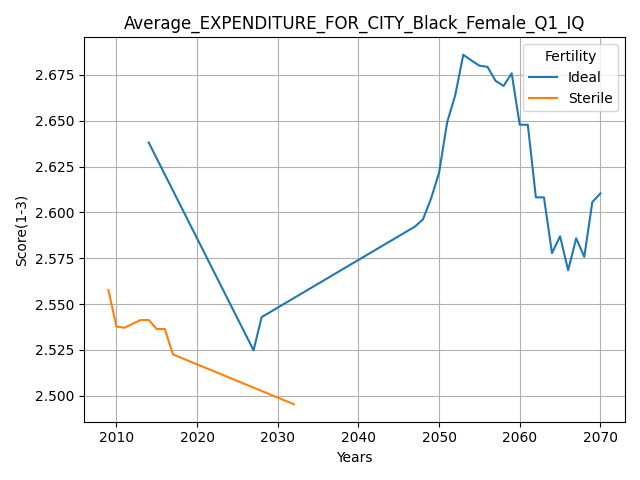 Average_EXPENDITURE_FOR_CITY_Black_Female_Q1_IQ
Fertility
Ideal
Sterile
Score(1-3)
2.675
2.650
2.625
2.600
2.575
2.550
2.525
2.500
2010 2020 2030 2040 2050 2060 2070
Years